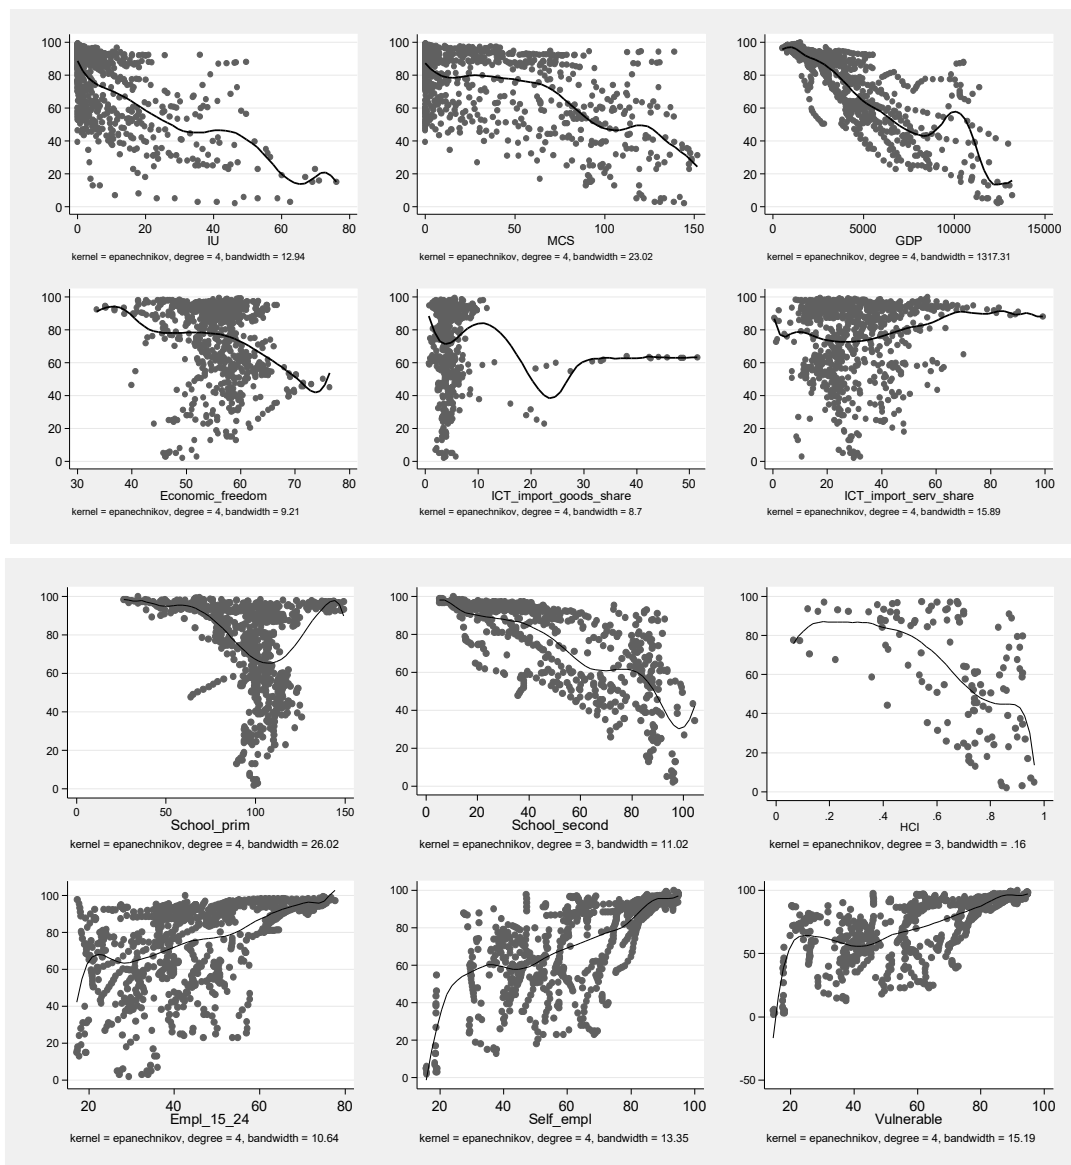 100
80
60
40
20
0
0 20 40 60 80
IU
kernel = epanechnikov, degree = 4, bandwidth = 12.94
100
80
60
40
20
0
0 50 100 150
MCS
kernel = epanechnikov, degree = 4, bandwidth = 23.02
100
80
60
40
20
0
0 5000 10000 15000
GDP
kernel = epanechnikov, degree = 4, bandwidth = 1317.31
100
80
60
40
20
0
30 40 50 60 70 80
Economic_freedom
kernel = epanechnikov, degree = 4, bandwidth = 9.21
100
80
60
40
20
0
0 10 20 30 40 50
ICT_import_goods_share
kernel = epanechnikov, degree = 4, bandwidth = 8.7
100
80
60
40
20
0
0 20 40 60 80 100
ICT_import_serv_share
kernel = epanechnikov, degree = 4, bandwidth = 15.89
100
80
60
40
20
0
0 50 100 150
School_prim
kernel = epanechnikov, degree = 4, bandwidth = 26.02
100
80
60
40
20
0
0 20 40 60 80 100
School_second
kernel = epanechnikov, degree = 3, bandwidth = 11.02
100
80
60
40
20
0
0 .2 .4 .6 .8 1
HCI
kernel = epanechnikov, degree = 3, bandwidth = .16
100
80
60
40
20
0
20 40 60 80
Empl_15_24
kernel = epanechnikov, degree = 4, bandwidth = 10.64
100
80
60
40
20
0
20 40 60 80 100
Self_empl
kernel = epanechnikov, degree = 4, bandwidth = 13.35
100
50
0
-50
20 40 60 80 100
Vulnerable
kernel = epanechnikov, degree = 4, bandwidth = 15.19